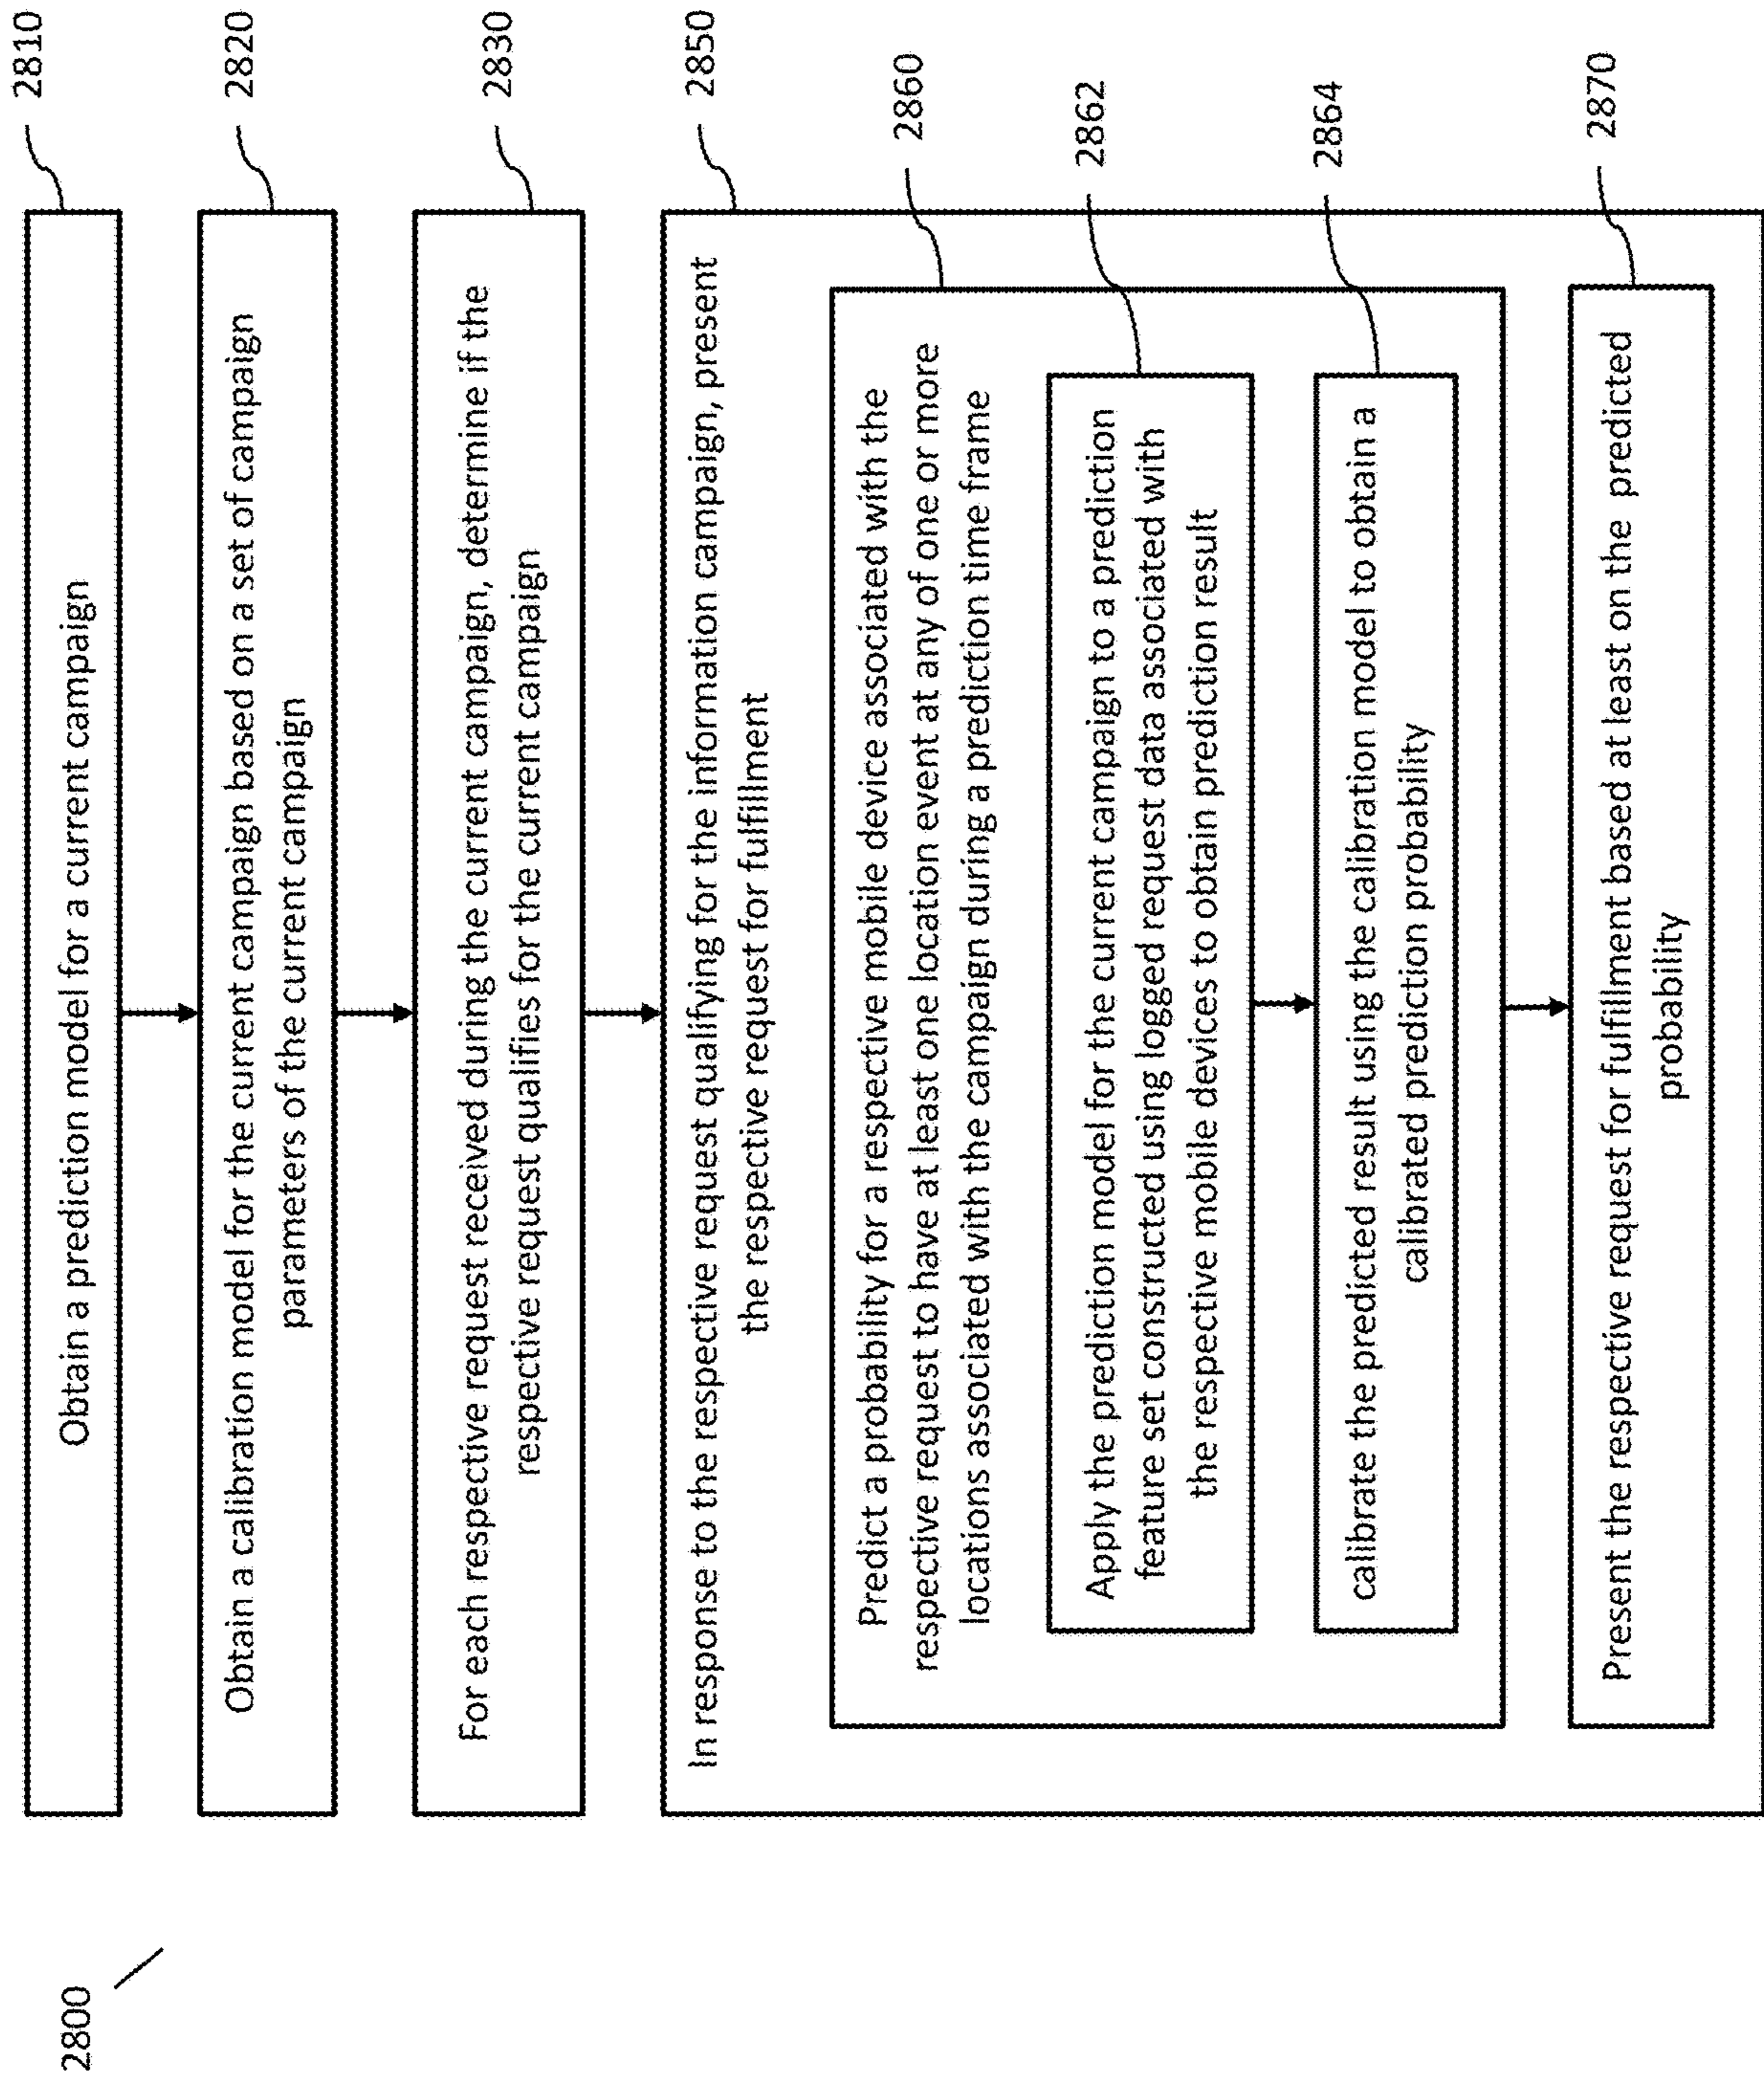 2800
Obtain a prediction model for a current campaign
2810
Obtain a calibration model for the current campaign based on a set of campaign
parameters of the current campaign
2820
For each respective request received during the current campaign, determine if the
respective request qualifies for the current campaign
2830
In response to the respective request qualifying for the information campaign, present
the respective request for fulfillment
2850
Predict a probability for a respective mobile device associated with the
respective request to have at least one location event at any of one or more
locations associated with the campaign during a prediction time frame
2860
Apply the prediction model for the current campaign to a prediction
feature set constructed using logged request data associated with
the respective mobile devices to obtain prediction result
2862
calibrate the predicted result using the calibration model to obtain a
calibrated prediction probability
2864
Present the respective request for fulfillment based at least on the predicted
probability
2870